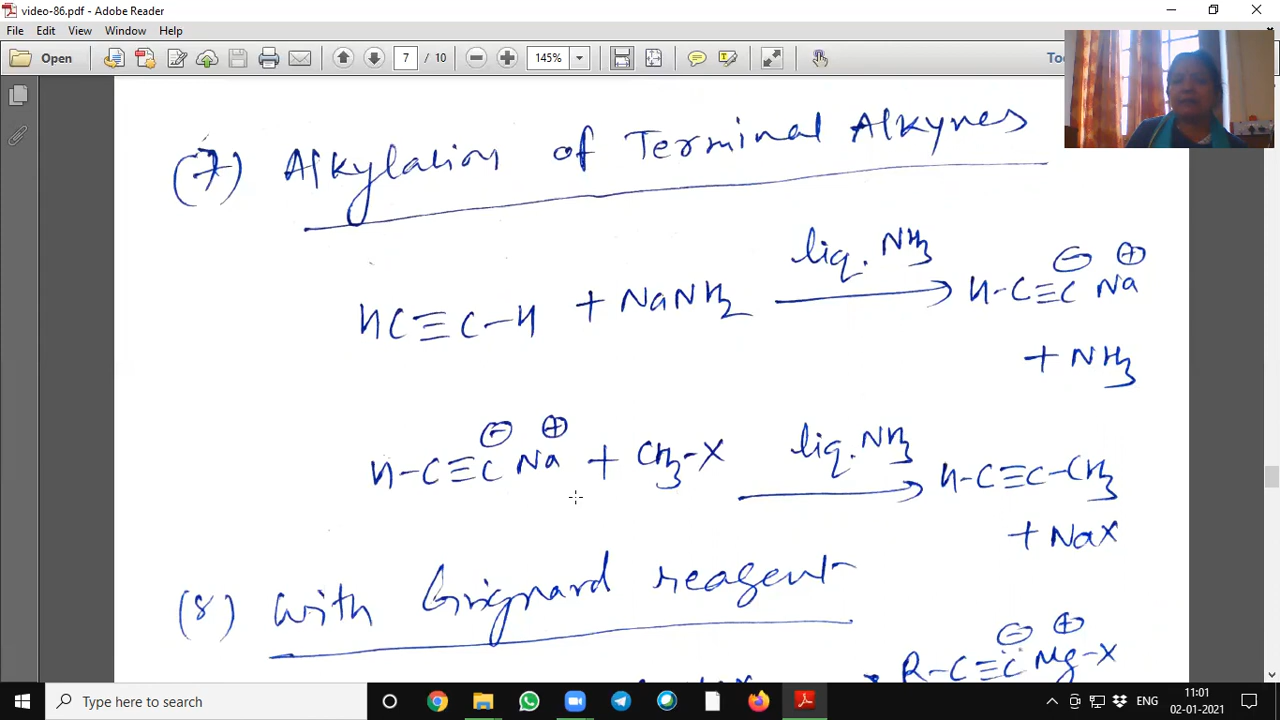 video-86.pdf - Adobe Reader
File Edit View Window Help
Open 7 / 10 145%
(7) Alkylation of Terminal Alkynes
HC≡C-H + NaNH₂ liq. NH₃ → H-C≡C⊖ Na⊕
+ NH₃
H-C≡C⊖ Na⊕ + CH₃-X liq. NH₃ → H-C≡C-CH₃
+ NaX
(8) With Grignard reagent
R-C≡C⊖ Mg⊕-X
Type here to search
ENG
11:01
02-01-2021